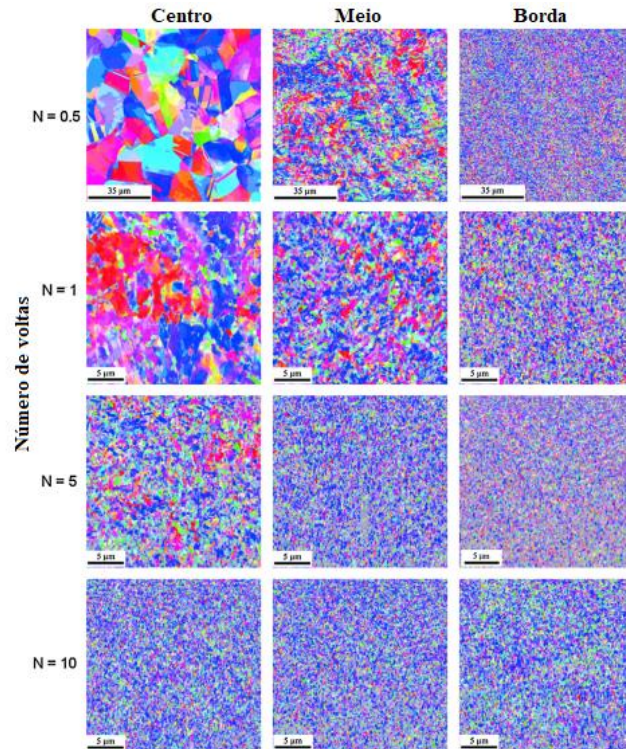 Centro Meio Borda
N = 0.5
35 µm 35 µm 35 µm
N = 1
5 µm 5 µm 5 µm
Número de voltas
N = 5
5 µm 5 µm 5 µm
N = 10
5 µm 5 µm 5 µm